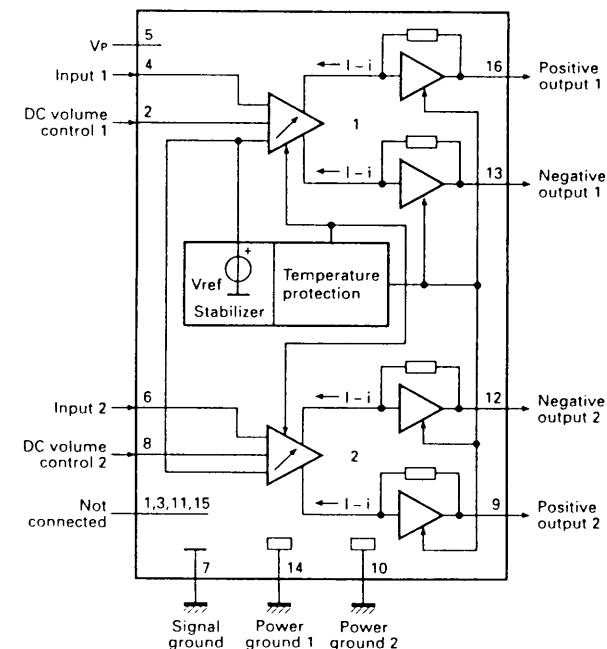 5
VP
4
Input 1
2
DC volume
control 1
I - i
16
Positive
output 1
1
I - i
13
Negative
output 1
+
Vref
Stabilizer
Temperature
protection
6
Input 2
8
DC volume
control 2
I - i
12
Negative
output 2
2
I - i
9
Positive
output 2
Not
connected
1,3,11,15
7
14
10
Signal
ground
Power
ground 1
Power
ground 2